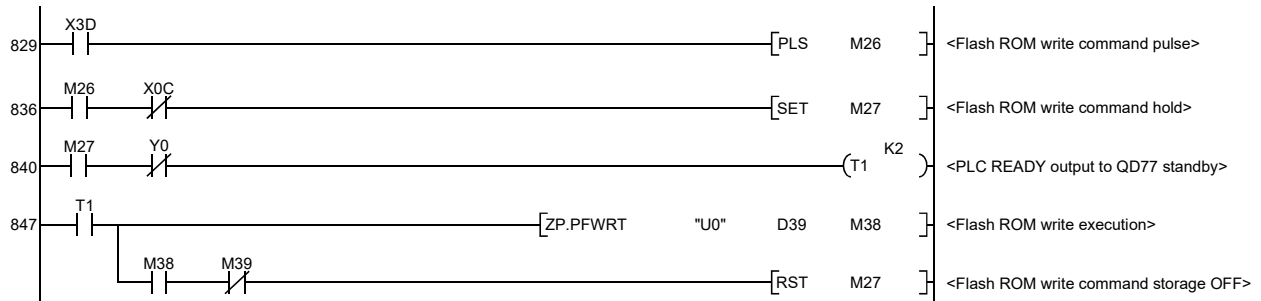 X3D
829 [PLS M26 ] <Flash ROM write command pulse>
M26 X0C
836 [SET M27 ] <Flash ROM write command hold>
M27 Y0 K2
840 (T1 ) <PLC READY output to QD77 standby>
T1
847 [ZP.PFWRT "U0" D39 M38 ] <Flash ROM write execution>
M38 M39
[RST M27 ] <Flash ROM write command storage OFF>